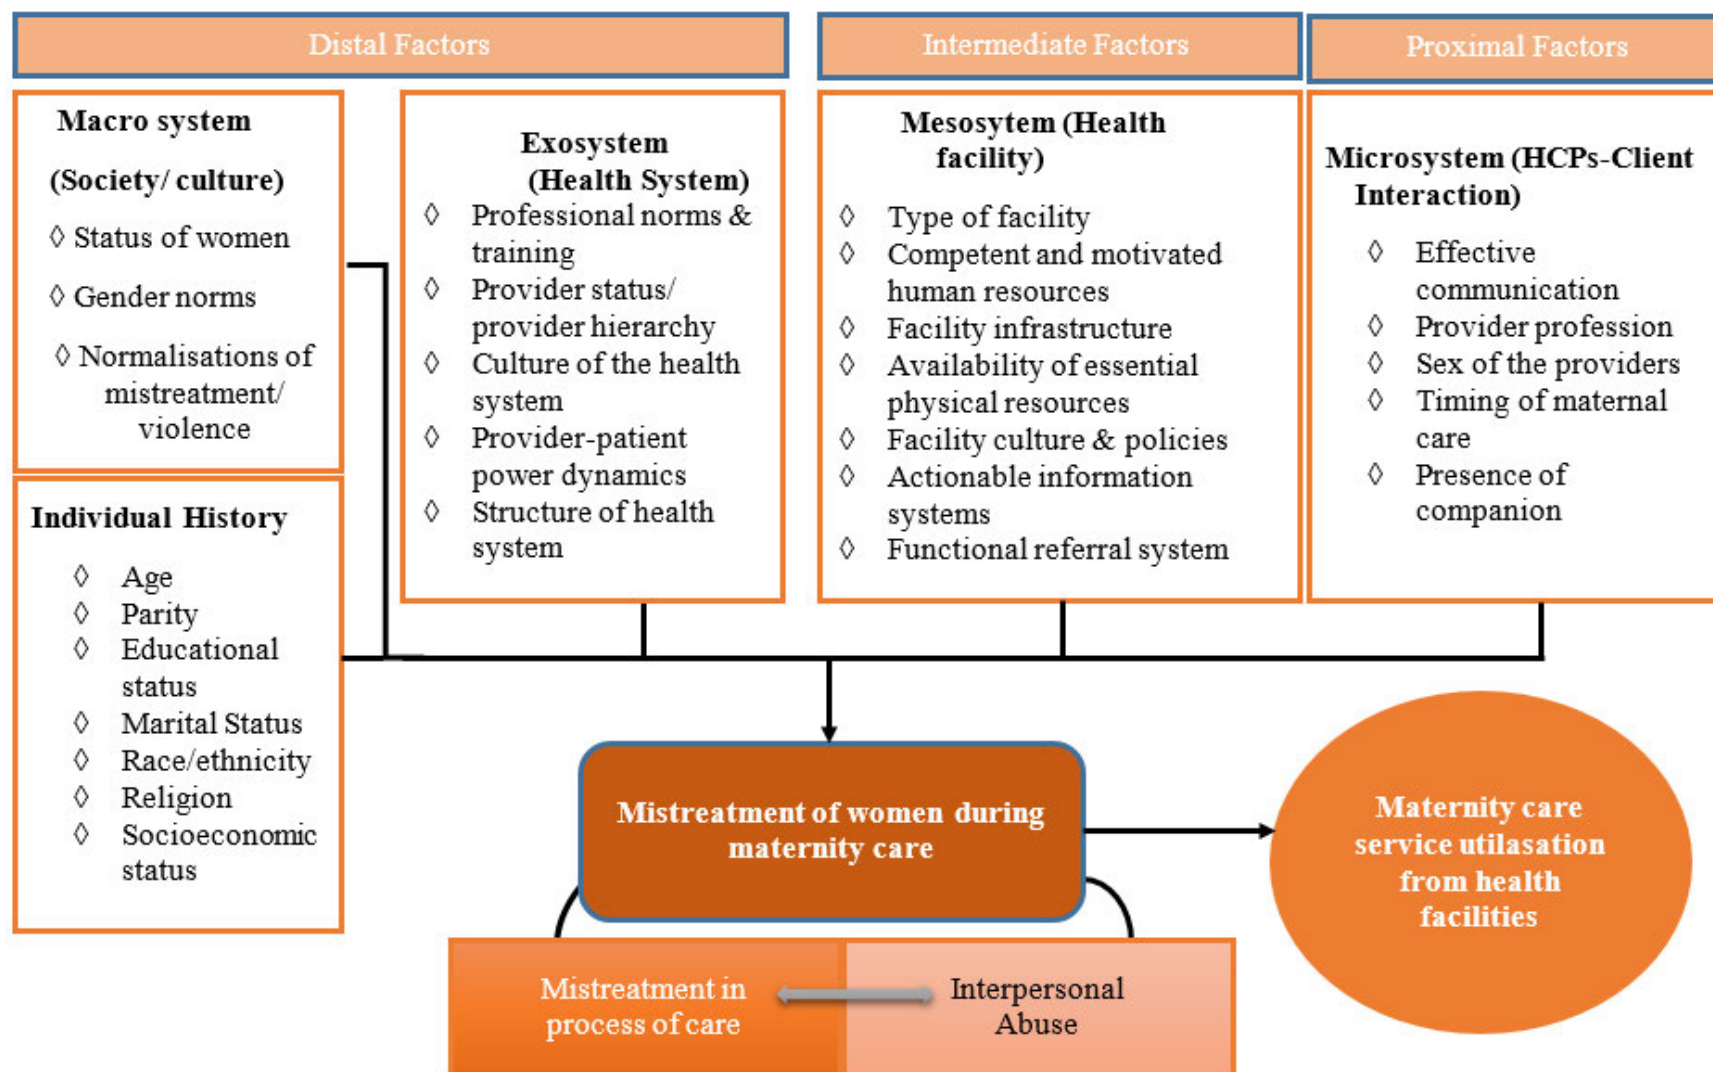 Distal Factors
Intermediate Factors
Proximal Factors
Macro system
(Society/ culture)
◊ Status of women
◊ Gender norms
◊ Normalisations of
mistreatment/
violence
Individual History
◊ Age
◊ Parity
◊ Educational
status
◊ Marital Status
◊ Race/ethnicity
◊ Religion
◊ Socioeconomic
status
Exosystem
(Health System)
◊ Professional norms &
training
◊ Provider status/
provider hierarchy
◊ Culture of the health
system
◊ Provider-patient
power dynamics
◊ Structure of health
system
Mesosytem (Health
facility)
◊ Type of facility
◊ Competent and motivated
human resources
◊ Facility infrastructure
◊ Availability of essential
physical resources
◊ Facility culture & policies
◊ Actionable information
systems
◊ Functional referral system
Microsystem (HCPs-Client
Interaction)
◊ Effective
communication
◊ Provider profession
◊ Sex of the providers
◊ Timing of maternal
care
◊ Presence of
companion
Mistreatment of women during
maternity care
Maternity care
service utilasation
from health
facilities
Mistreatment in
process of care
Interpersonal
Abuse